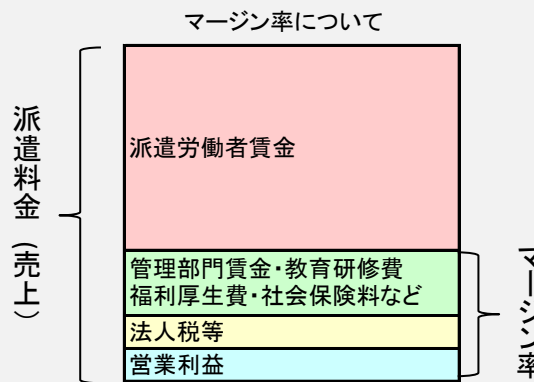 マージン率について
派遣料金（売上）
派遣労働者賃金
管理部門賃金・教育研修費
福利厚生費・社会保険料など
法人税等
営業利益
マージン率